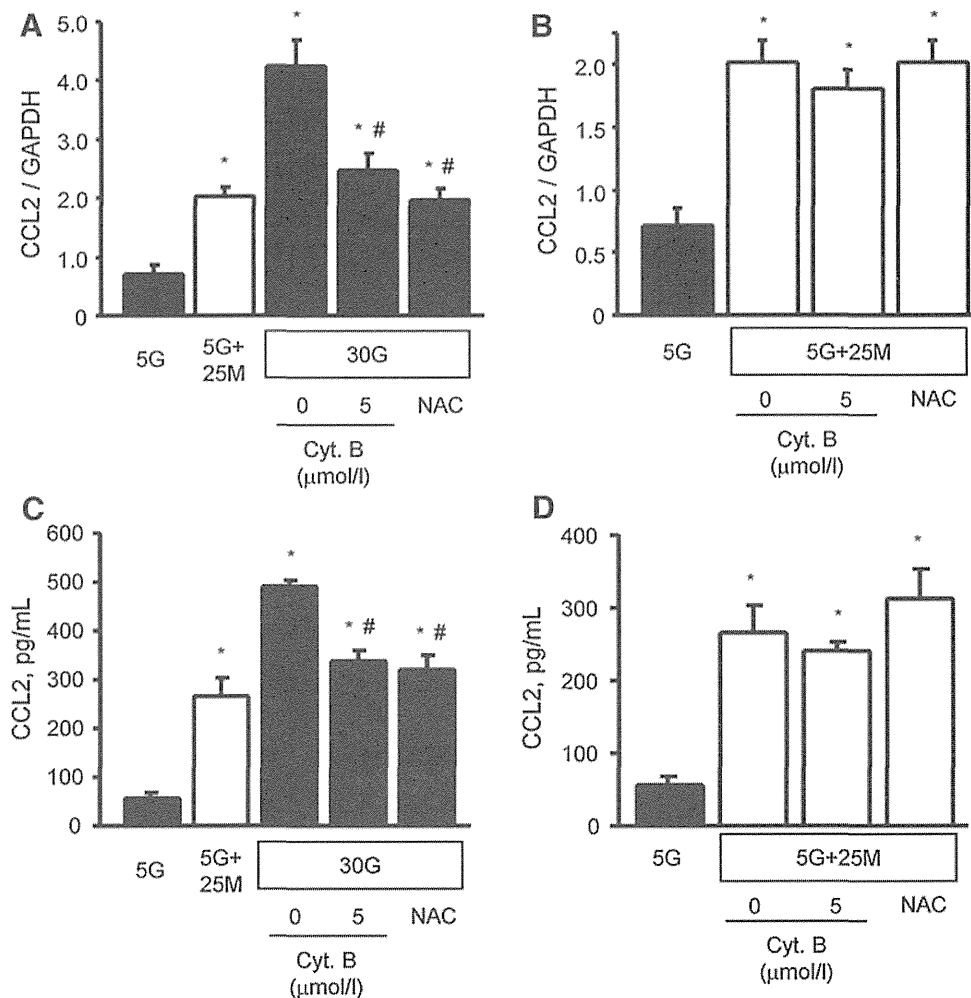 A
CCL2 / GAPDH
5.0
4.0
3.0
2.0
1.0
0
*
*
*
* #
* #
5G
5G+
25M
30G
0 5 NAC
Cyt. B
(µmol/l)
B
CCL2 / GAPDH
2.0
1.5
1.0
0.5
0
*
*
*
5G
5G+25M
0 5 NAC
Cyt. B
(µmol/l)
C
CCL2, pg/mL
600
500
400
300
200
100
0
*
*
* #
* #
5G
5G+
25M
30G
0 5 NAC
Cyt. B
(µmol/l)
D
CCL2, pg/mL
400
300
200
100
0
*
*
*
5G
5G+25M
0 5 NAC
Cyt. B
(µmol/l)